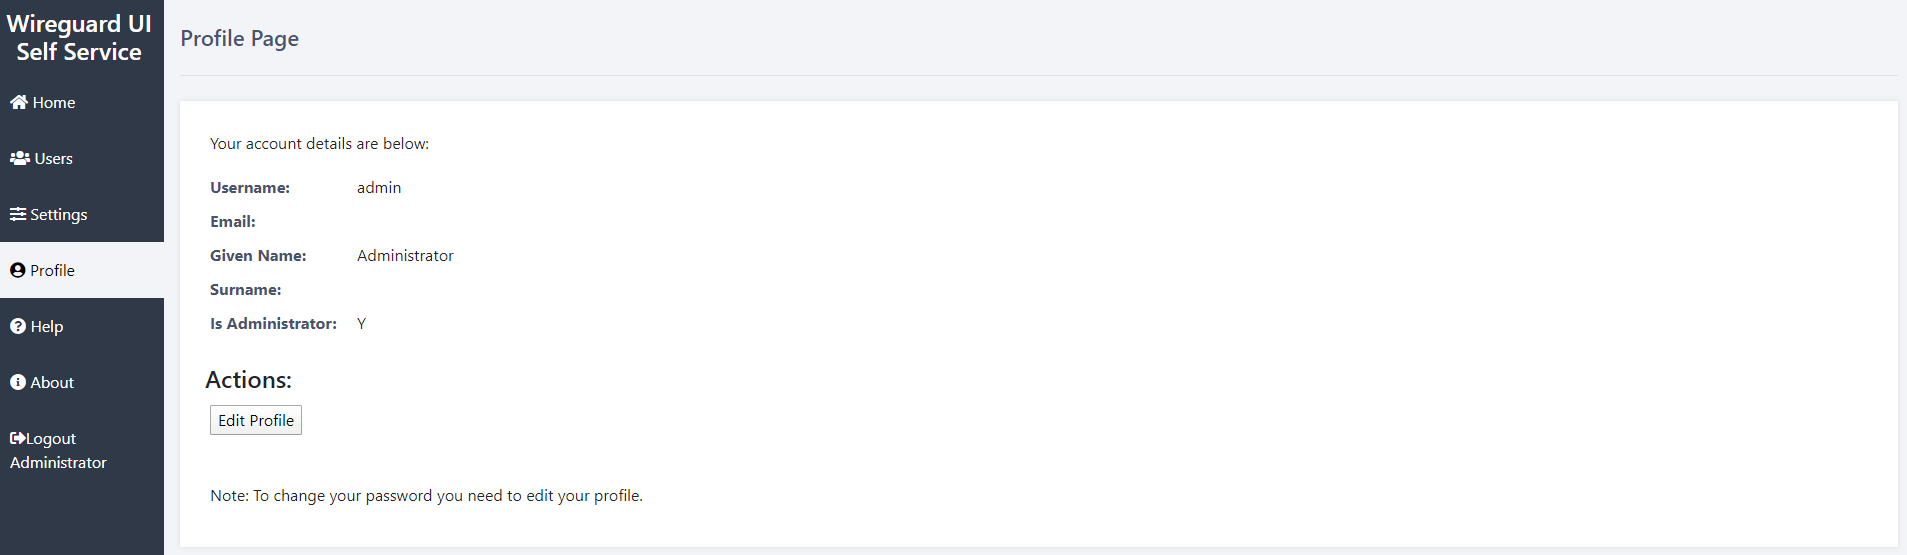 Wireguard UI
Self Service
Home
Users
Settings
Profile
Help
About
Logout
Administrator
Profile Page
Your account details are below:
Username: admin
Email:
Given Name: Administrator
Surname:
Is Administrator: Y
Actions:
Edit Profile
Note: To change your password you need to edit your profile.